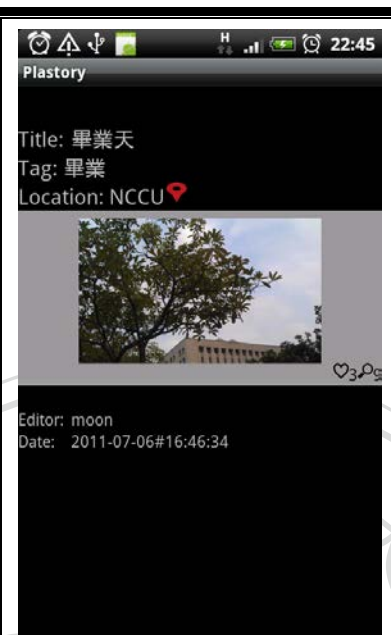 H 22:45
Plastory
Title: 畢業天
Tag: 畢業
Location: NCCU
3
Editor: moon
Date: 2011-07-06#16:46:34